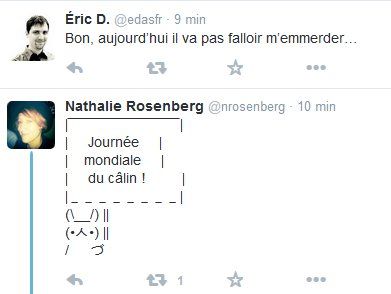 Éric D. @edasfr · 9 min
Bon, aujourd'hui il va pas falloir m'emmerder…
Nathalie Rosenberg @nrosenberg · 10 min
|￣￣￣￣￣￣￣￣|
|     Journée     |
|    mondiale     |
|     du câlin !         |
|_ _ _ _ _ _ _ _ |
(\__/) ||
(•人•) ||
/ 　 づ
1